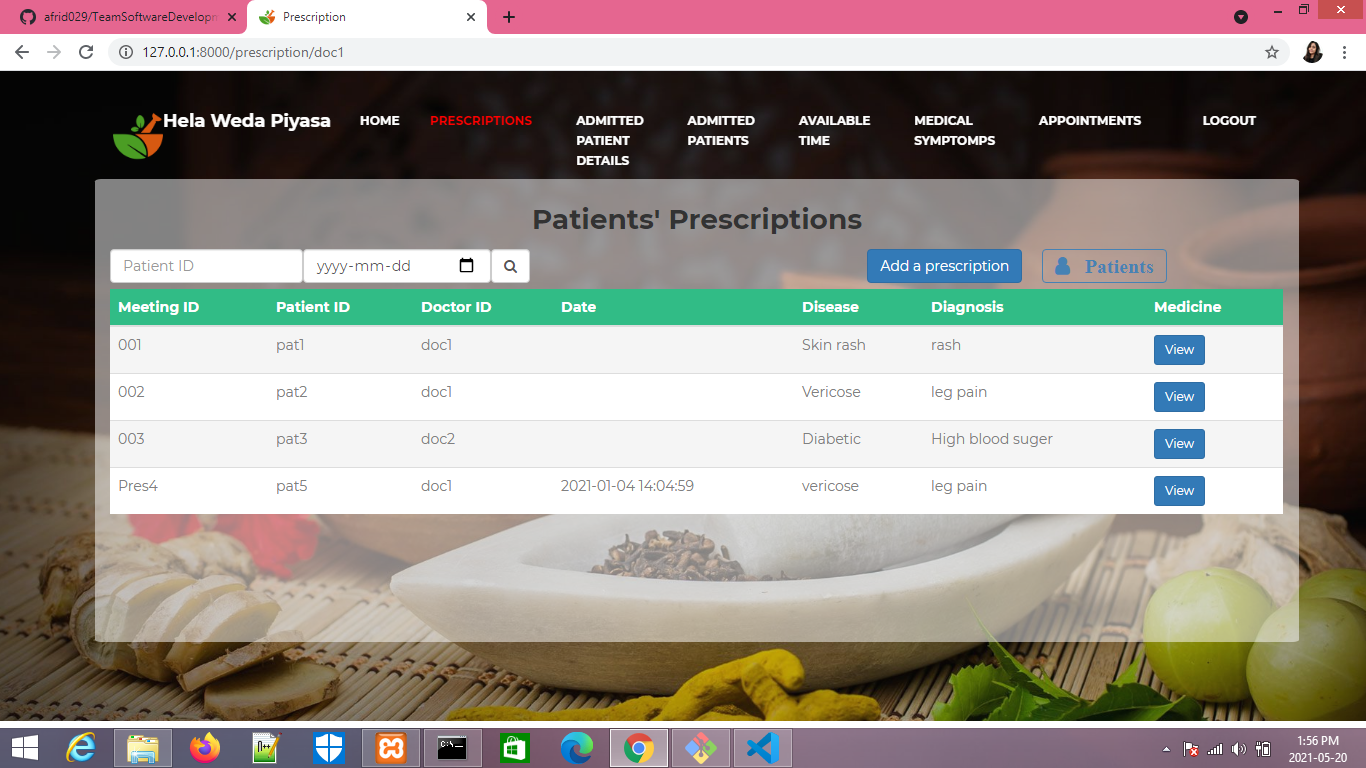 afrid029/TeamSoftwareDevelopm
Prescription
127.0.0.1:8000/prescription/doc1
Hela Weda Piyasa
HOME
PRESCRIPTIONS
ADMITTED
PATIENT
DETAILS
ADMITTED
PATIENTS
AVAILABLE
TIME
MEDICAL
SYMPTOMPS
APPOINTMENTS
LOGOUT
Patients' Prescriptions
Patient ID yyyy-mm-dd Add a prescription Patients
Meeting ID Patient ID Doctor ID Date Disease Diagnosis Medicine
001 pat1 doc1 Skin rash rash View
002 pat2 doc1 Vericose leg pain View
003 pat3 doc2 Diabetic High blood suger View
Pres4 pat5 doc1 2021-01-04 14:04:59 vericose leg pain View
C:\_
1:56 PM
2021-05-20